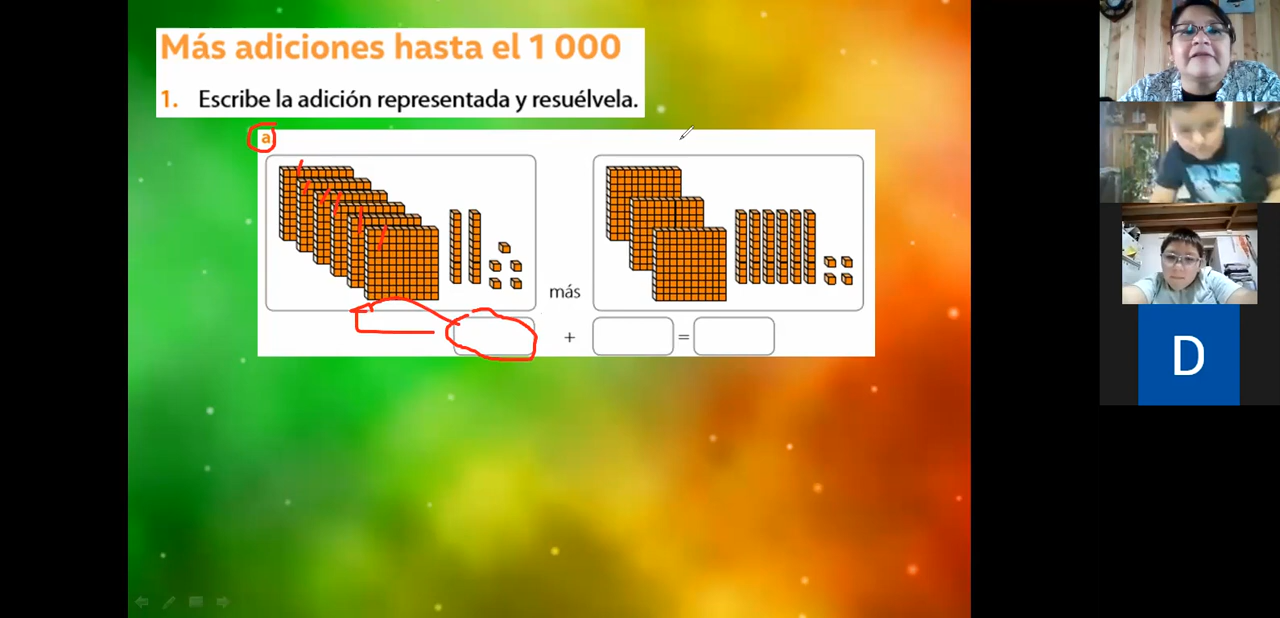 Más adiciones hasta el 1 000
1. Escribe la adición representada y resuélvela.
a
más
+ =
D